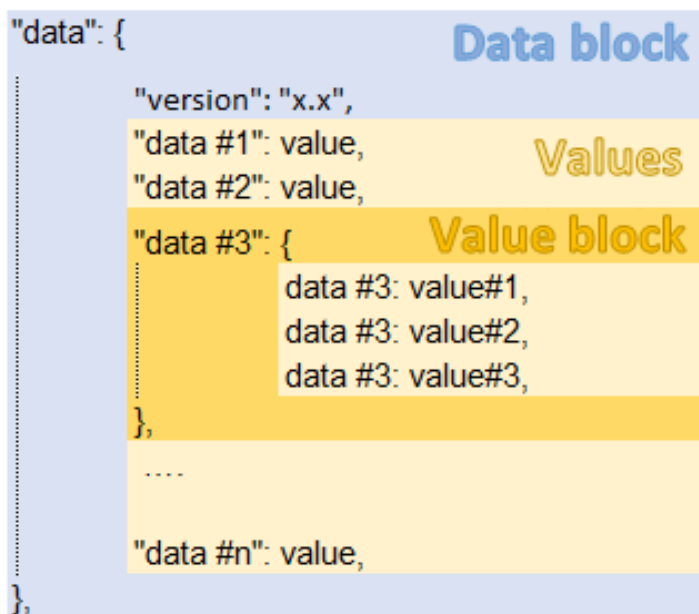 "data": {
Data block
"version": "x.x",
"data #1": value,
Values
"data #2": value,
"data #3": {
Value block
data #3: value#1,
data #3: value#2,
data #3: value#3,
},
....
"data #n": value,
},